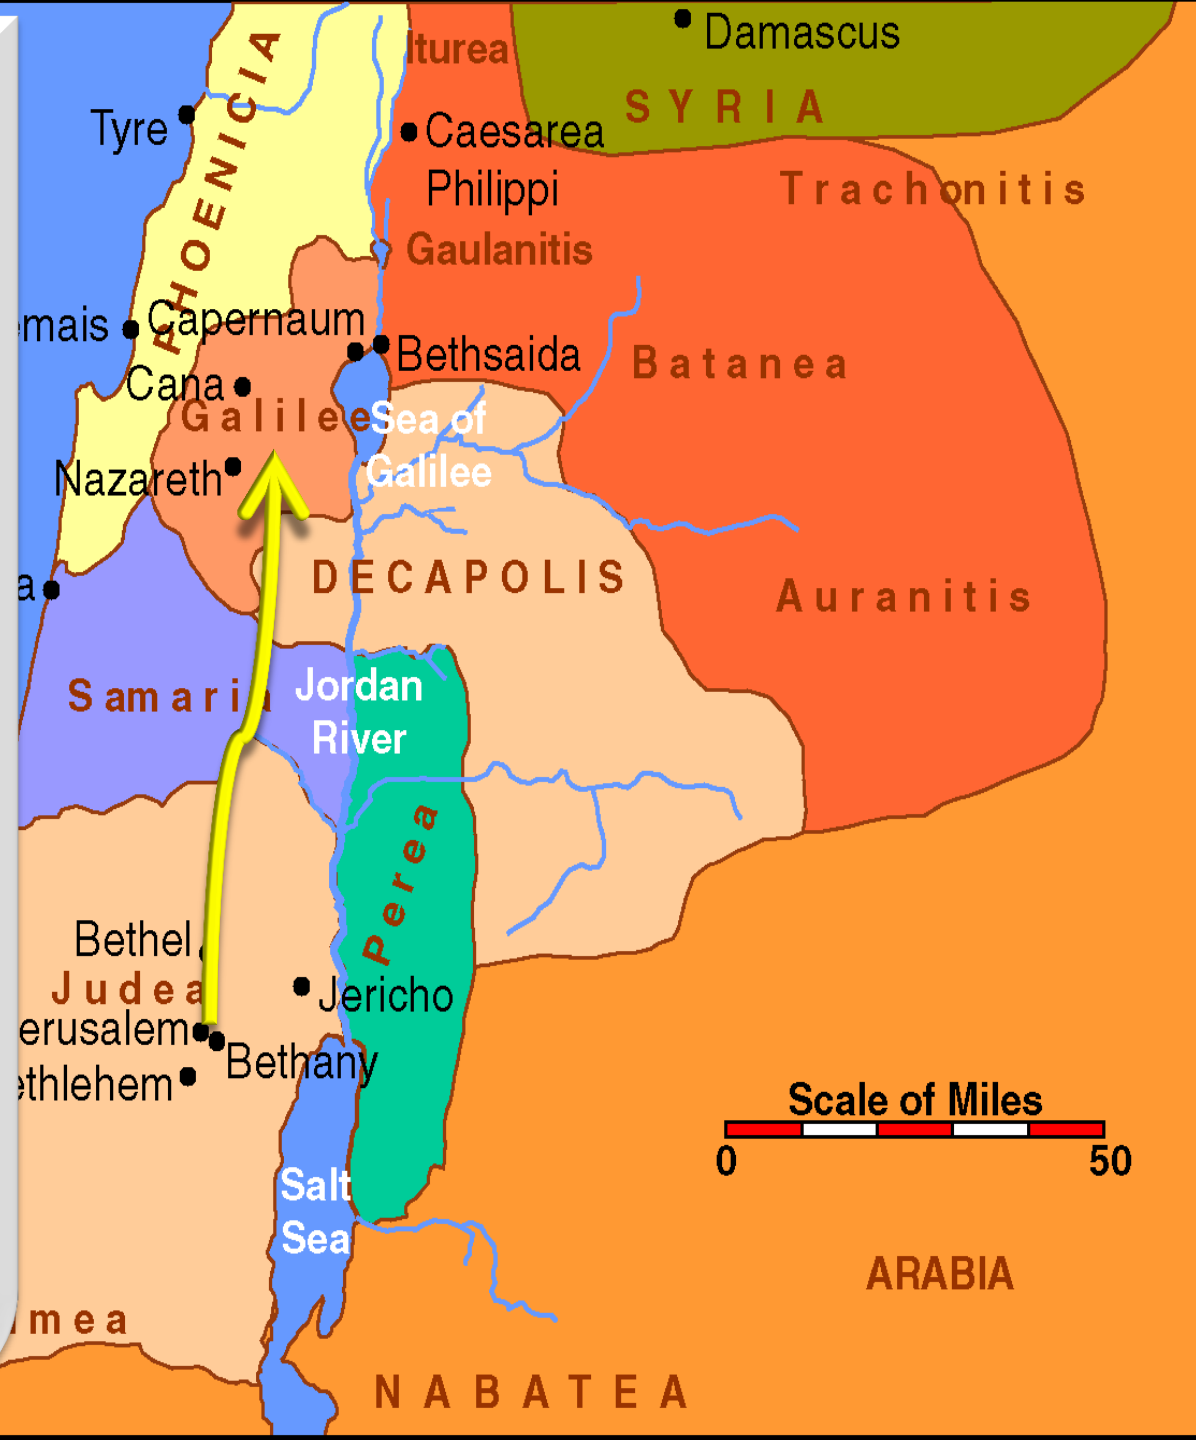 Damascus
Iturea
SYRIA
Tyre
Caesarea
Philippi
PHOENICIA
Trachonitis
Gaulanitis
emais
Capernaum
Bethsaida
Batanea
Cana
Galilee
Sea of
Galilee
Nazareth
DECAPOLIS
a
Auranitis
Samaria
Jordan
River
Perea
Bethel
Judea
Jericho
erusalem
Bethany
ethlehem
Scale of Miles
0 50
Salt
Sea
ARABIA
mea
NABATEA